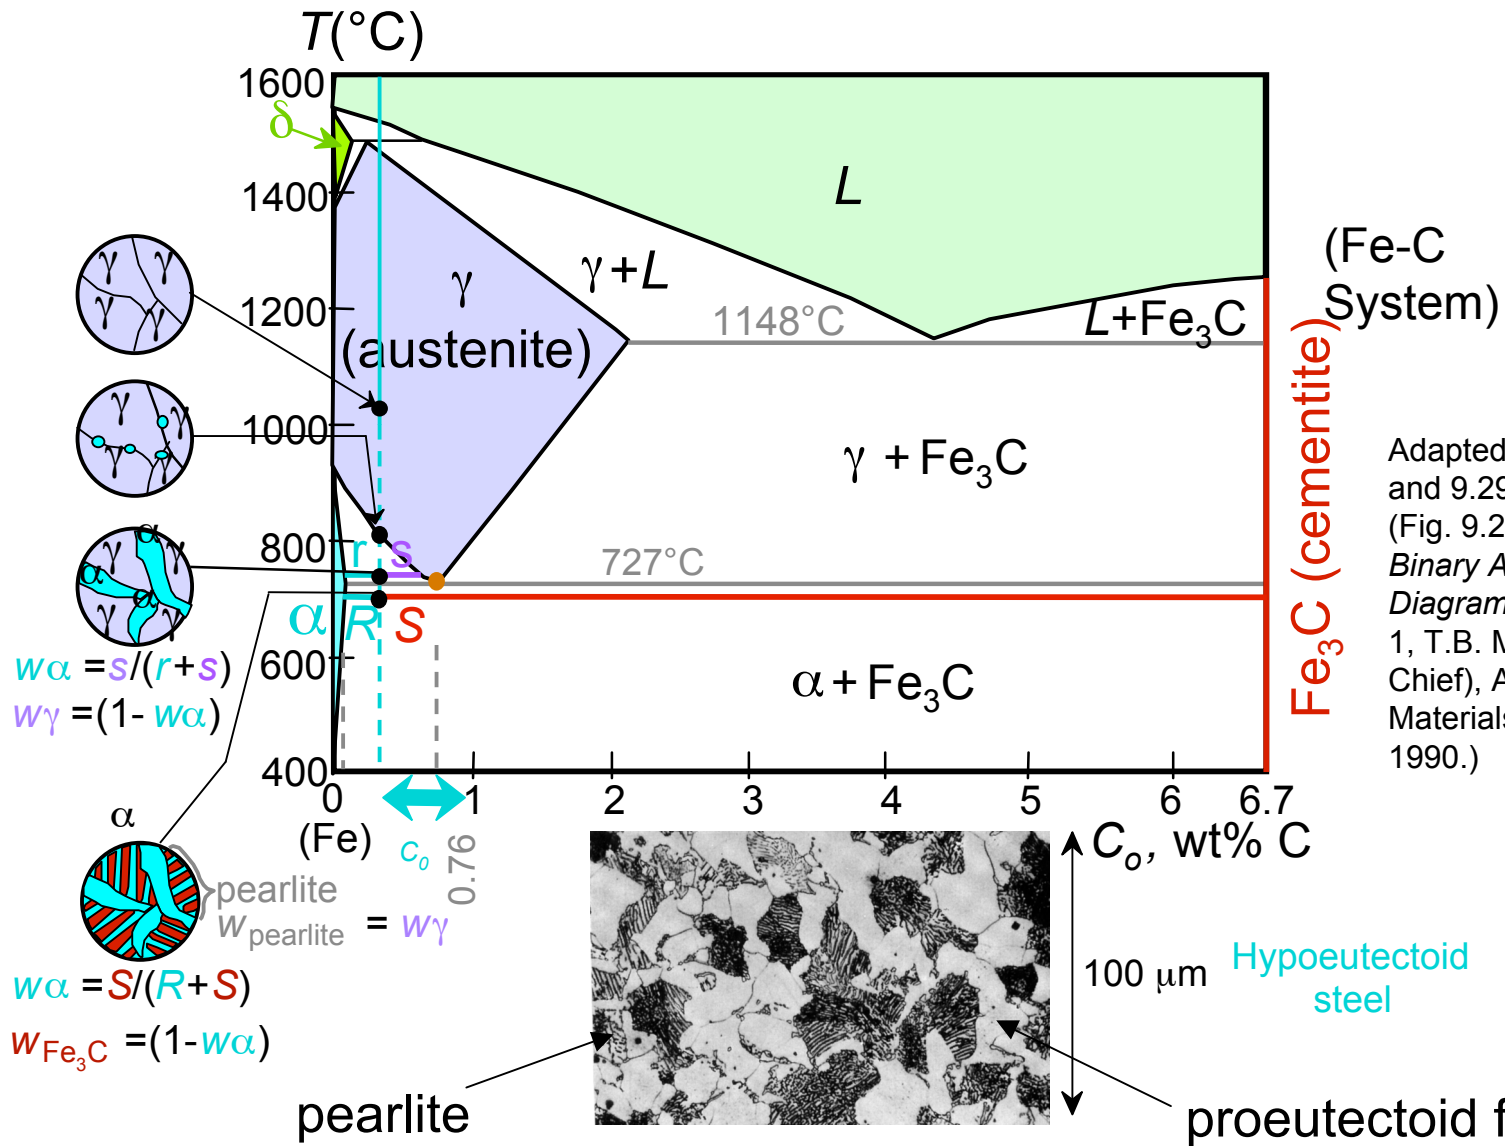 T(°C)
1600
δ
1400
L
γ
γ+L
(austenite)
1200
1148°C
L+Fe₃C
(Fe-C
System)
γ γ γ γ
1000
γ + Fe₃C
γ γ γ
800
r s
727°C
α R S
α α α γ γ
600
α + Fe₃C
Fe₃C (cementite)
wα =s/(r+s)
wγ =(1- wα)
400
0 1 2 3 4 5 6 6.7
(Fe)
C₀
0.76
Cₒ, wt% C
Adapted
and 9.29
(Fig. 9.2
Binary A
Diagram
1, T.B. M
Chief), A
Materials
1990.)
α
pearlite
w pearlite = wγ
wα =S/(R+S)
w Fe₃C =(1-wα)
100 μm
Hypoeutectoid
steel
pearlite
proeutectoid f